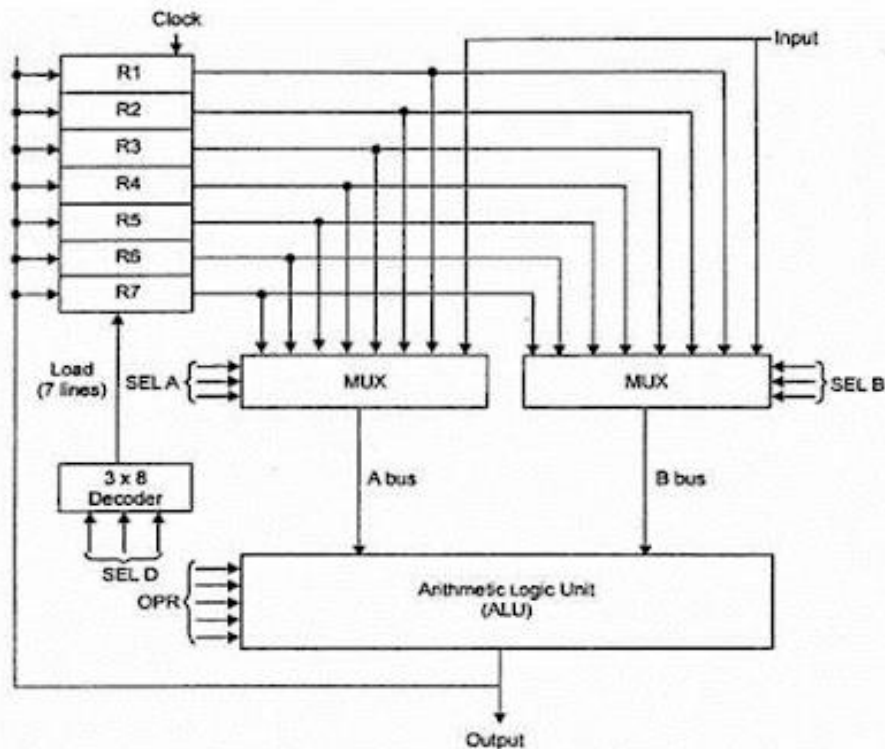 Clock
Input
R1
R2
R3
R4
R5
R6
R7
Load
(7 lines)
SEL A
MUX
MUX
SEL B
3 x 8
Decoder
A bus
B bus
SEL D
OPR
Arithmetic Logic Unit
(ALU)
Output